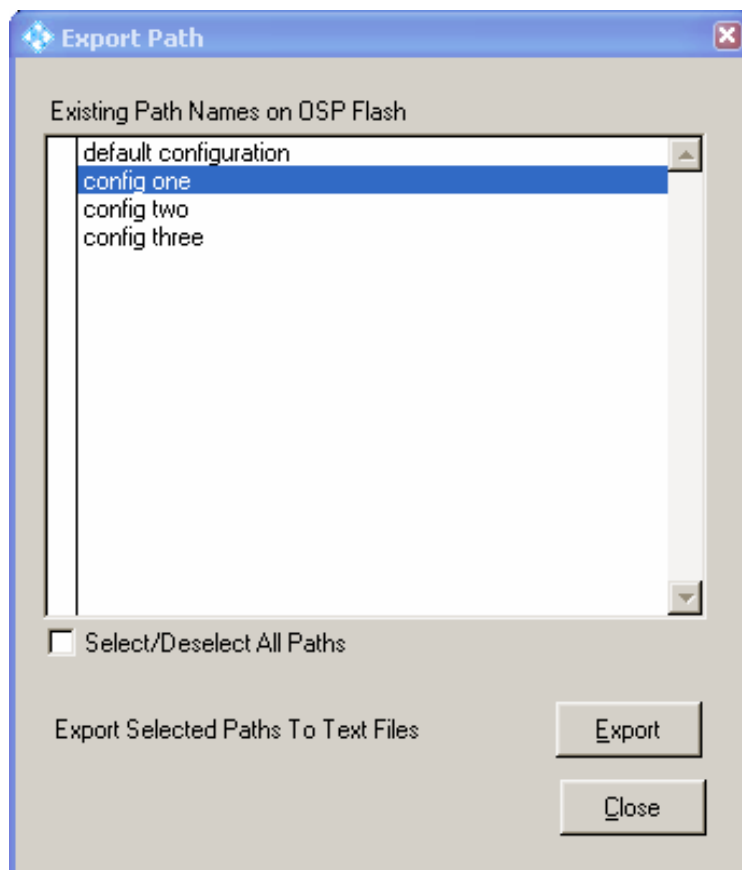 Export Path
Existing Path Names on OSP Flash
default configuration
config one
config two
config three
Select/Deselect All Paths
Export Selected Paths To Text Files
Export
Close